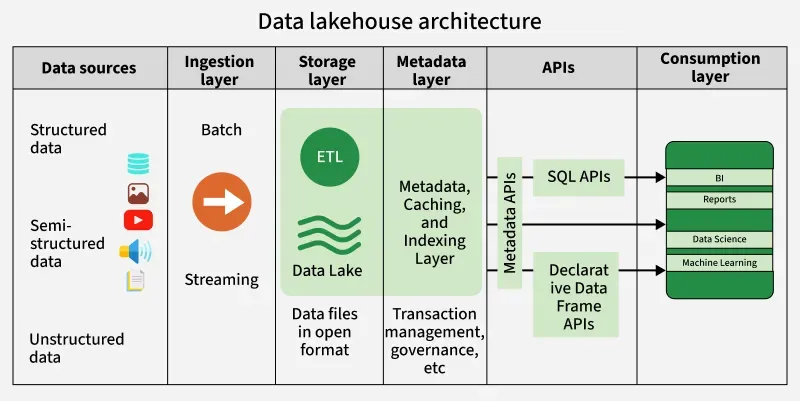 Data lakehouse architecture
Data sources
Ingestion
layer
Storage
layer
Metadata
layer
APIs
Consumption
layer
Structured
data
Semi-
structured
data
Unstructured
data
Batch
Streaming
ETL
Data Lake
Data files
in open
format
Metadata,
Caching,
and
Indexing
Layer
Transaction
management,
governance,
etc
Metadata APIs
SQL APIs
Declarat
ive Data
Frame
APIs
BI
Reports
Data Science
Machine Learning